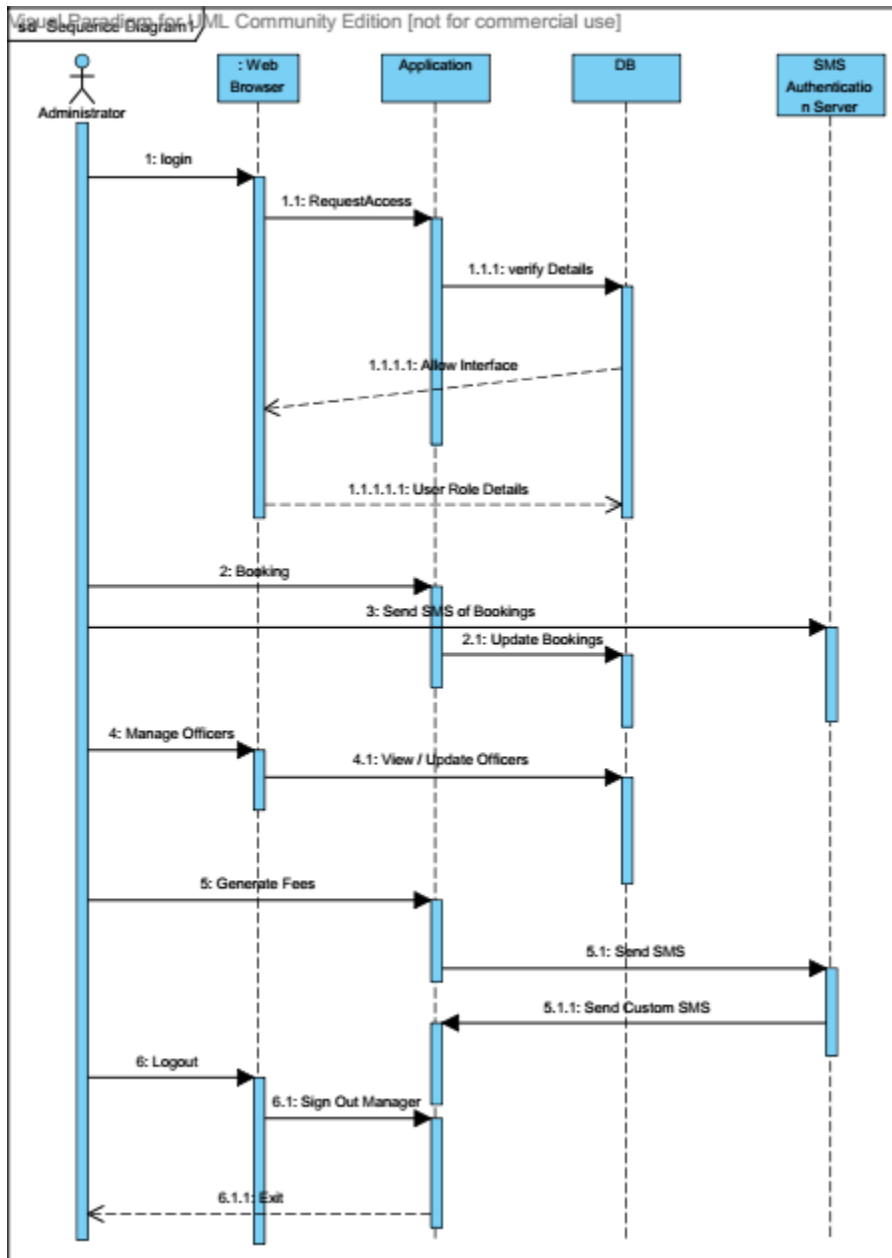 Visual Paradigm for UML Community Edition [not for commercial use]
sd Sequence Diagram1
: Web
Browser
Application
DB
SMS
Authenticatio
n Server
Administrator
1: login
1.1: RequestAccess
1.1.1: verify Details
1.1.1.1: Allow Interface
1.1.1.1.1: User Role Details
2: Booking
3: Send SMS of Bookings
2.1: Update Bookings
4: Manage Officers
4.1: View / Update Officers
5: Generate Fees
5.1: Send SMS
5.1.1: Send Custom SMS
6: Logout
6.1: Sign Out Manager
6.1.1: Exit